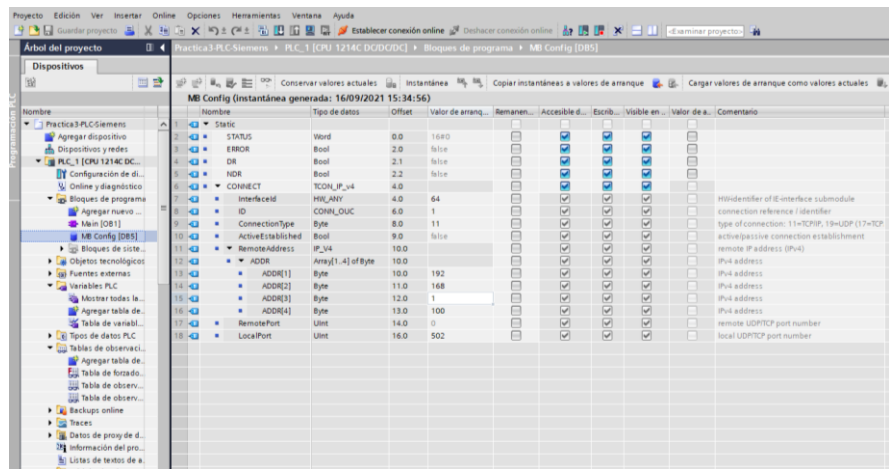 Proyecto Edición Ver Insertar Online Opciones Herramientas Ventana Ayuda
Guardar proyecto Establecer conexión online Deshacer conexión online <Examinar proyecto>
Árbol del proyecto
Practica3-PLC-Siemens PLC_1 [CPU 1214C DC/DC/DC] Bloques de programa MB Config [DB5]
Dispositivos
Conservar valores actuales Instantánea Copiar instantáneas a valores de arranque Cargar valores de arranque como valores actuales
MB Config (instantánea generada: 16/09/2021 15:34:56)
Nombre
Nombre Tipo de datos Offset Valor de arranq... Remanen... Accesible d... Escrib... Visible en .. Valor de a.. Comentario
Practica3-PLC-Siemens
Agregar dispositivo
Dispositivos y redes
PLC_1 [CPU 1214C DC...
Configuración de di...
Online y diagnóstico
Bloques de programa
Agregar nuevo ...
Main [OB1]
MB Config [DB5]
Bloques de siste...
Objetos tecnológicos
Fuentes externas
Variables PLC
Mostrar todas la...
Agregar tabla de..
Tabla de variabl...
Tipos de datos PLC
Tablas de observaci...
Agregar tabla de..
Tabla de forzado...
Tabla de observ...
Tabla de observ...
Backups online
Traces
Datos de proxy de d...
Información del pro...
Listas de textos de a.
Programación PLC
1 Static
2 STATUS Word 0.0 16#0
3 ERROR Bool 2.0 false
4 DR Bool 2.1 false
5 NDR Bool 2.2 false
6 CONNECT TCON_IP_v4 4.0
7 InterfaceId HW_ANY 4.0 64 HW-identifier of IE-interface submodule
8 ID CONN_OUC 6.0 1 connection reference / identifier
9 ConnectionType Byte 8.0 11 type of connection: 11=TCP/IP, 19=UDP (17=TCP
10 ActiveEstablished Bool 9.0 false active/passive connection establishment
11 RemoteAddress IP_V4 10.0 remote IP address (IPv4)
12 ADDR Array[1..4] of Byte 10.0 IPv4 address
13 ADDR[1] Byte 10.0 192 IPv4 address
14 ADDR[2] Byte 11.0 168 IPv4 address
15 ADDR[3] Byte 12.0 1 IPv4 address
16 ADDR[4] Byte 13.0 100 IPv4 address
17 RemotePort UInt 14.0 0 remote UDP/TCP port number
18 LocalPort UInt 16.0 502 local UDP/TCP port number